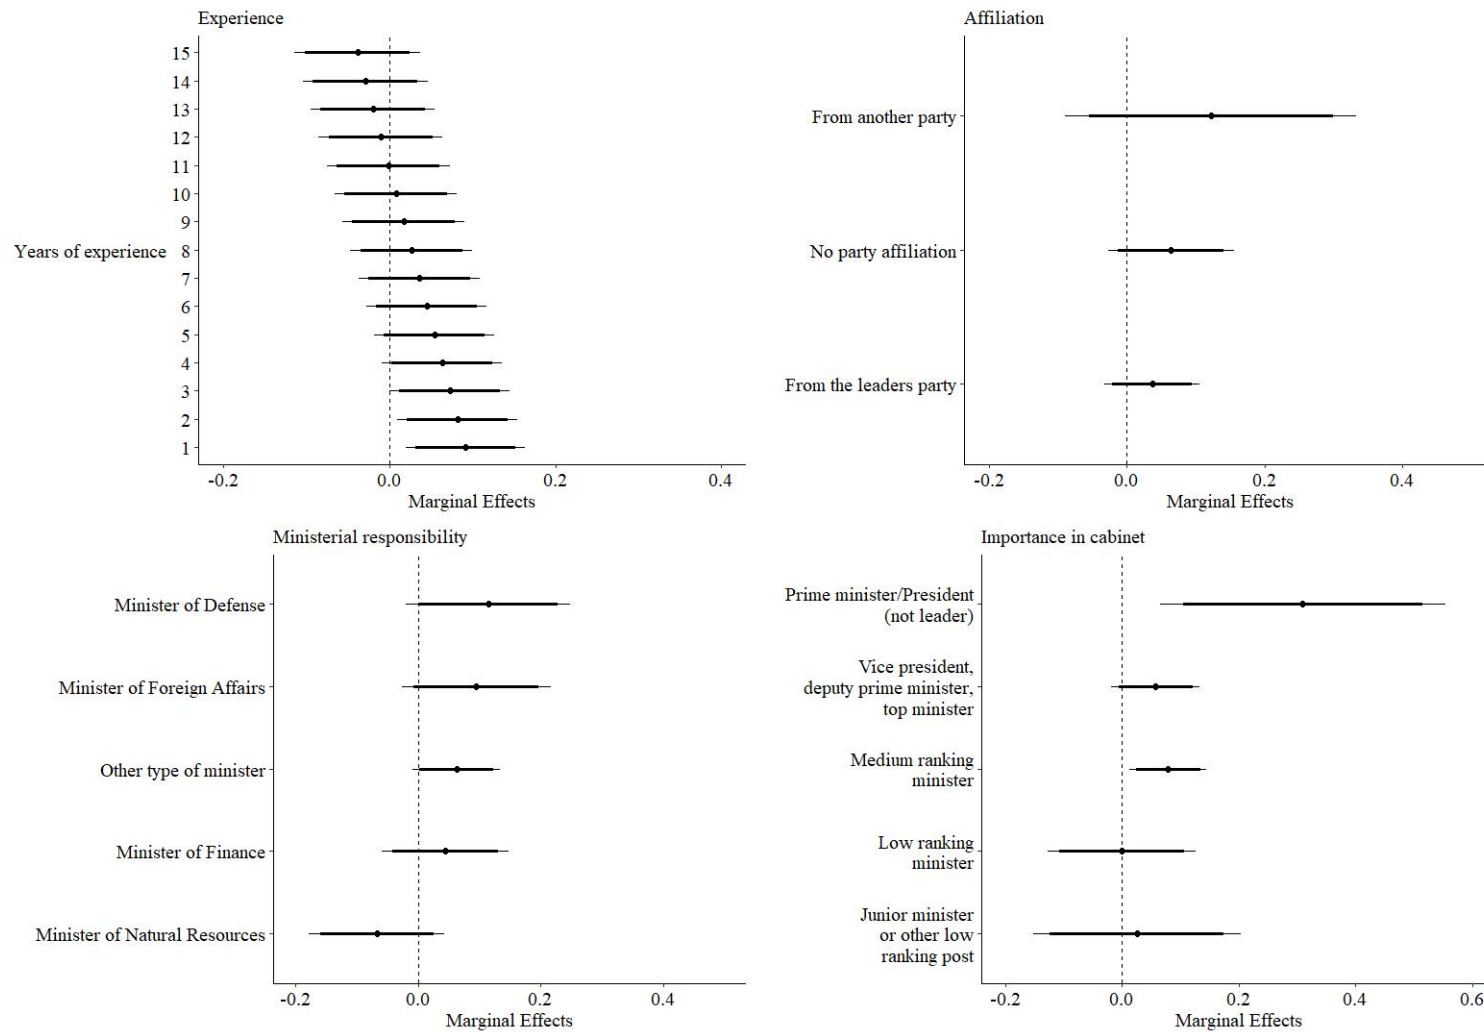 Experience
15
14
13
12
11
10
9
Years of experience 8
7
6
5
4
3
2
1
-0.2 0.0 0.2 0.4
Marginal Effects
Affiliation
From another party
No party affiliation
From the leaders party
-0.2 0.0 0.2 0.4
Marginal Effects
Ministerial responsibility
Minister of Defense
Minister of Foreign Affairs
Other type of minister
Minister of Finance
Minister of Natural Resources
-0.2 0.0 0.2 0.4
Marginal Effects
Importance in cabinet
Prime minister/President
(not leader)
Vice president,
deputy prime minister,
top minister
Medium ranking
minister
Low ranking
minister
Junior minister
or other low
ranking post
-0.2 0.0 0.2 0.4 0.6
Marginal Effects